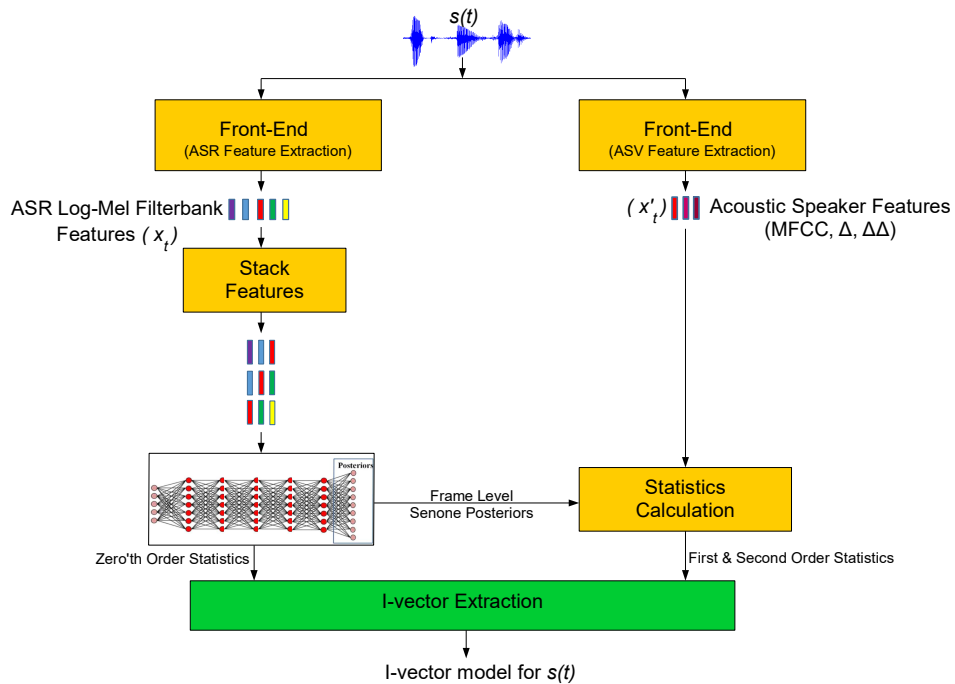 s(t)
Front-End
(ASR Feature Extraction)
Front-End
(ASV Feature Extraction)
ASR Log-Mel Filterbank
Features ( x_t )
( x'_t )
Acoustic Speaker Features
(MFCC, Δ, ΔΔ)
Stack
Features
Posteriors
Frame Level
Senone Posteriors
Statistics
Calculation
Zero'th Order Statistics
First & Second Order Statistics
I-vector Extraction
I-vector model for s(t)